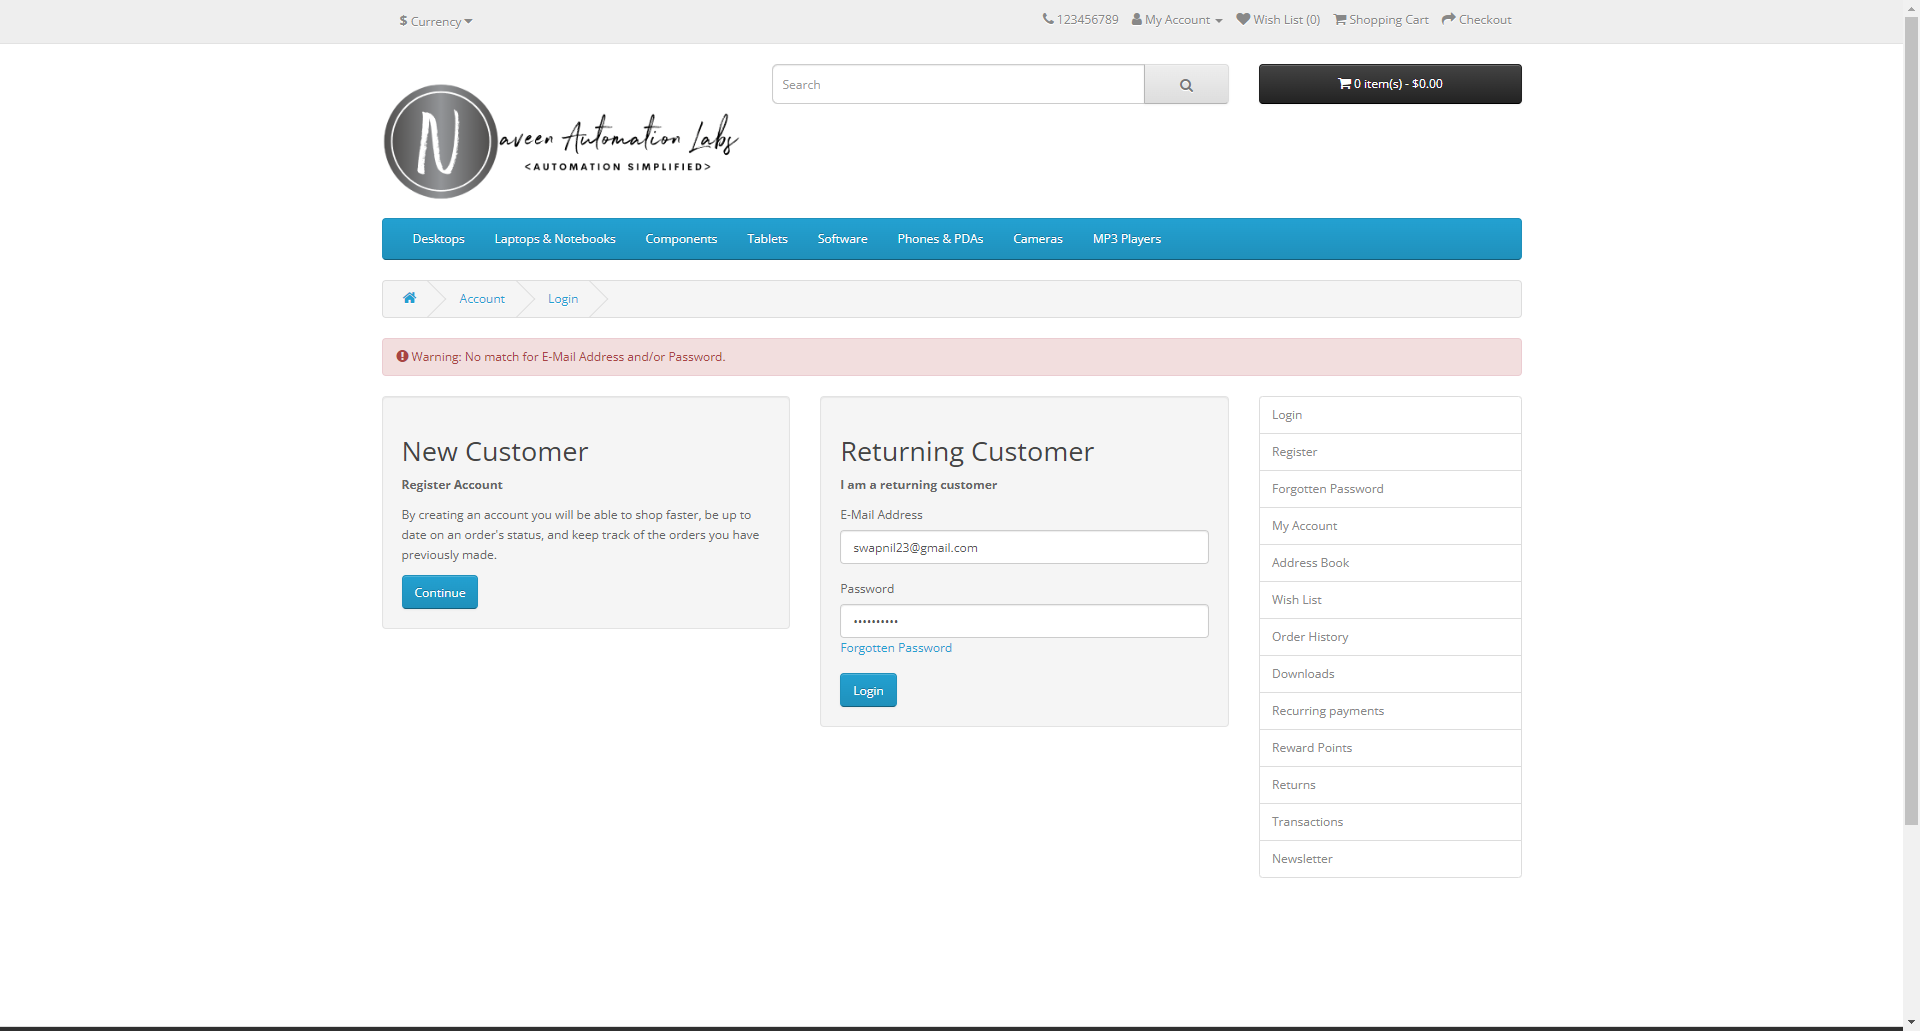 $ Currency
123456789 My Account Wish List (0) Shopping Cart Checkout
Search
0 item(s) - $0.00
Naveen Automation Labs
<AUTOMATION SIMPLIFIED>
Desktops Laptops & Notebooks Components Tablets Software Phones & PDAs Cameras MP3 Players
Account Login
Warning: No match for E-Mail Address and/or Password.
New Customer
Register Account
By creating an account you will be able to shop faster, be up to
date on an order's status, and keep track of the orders you have
previously made.
Continue
Returning Customer
I am a returning customer
E-Mail Address
swapnil23@gmail.com
Password
••••••••••
Forgotten Password
Login
Login
Register
Forgotten Password
My Account
Address Book
Wish List
Order History
Downloads
Recurring payments
Reward Points
Returns
Transactions
Newsletter